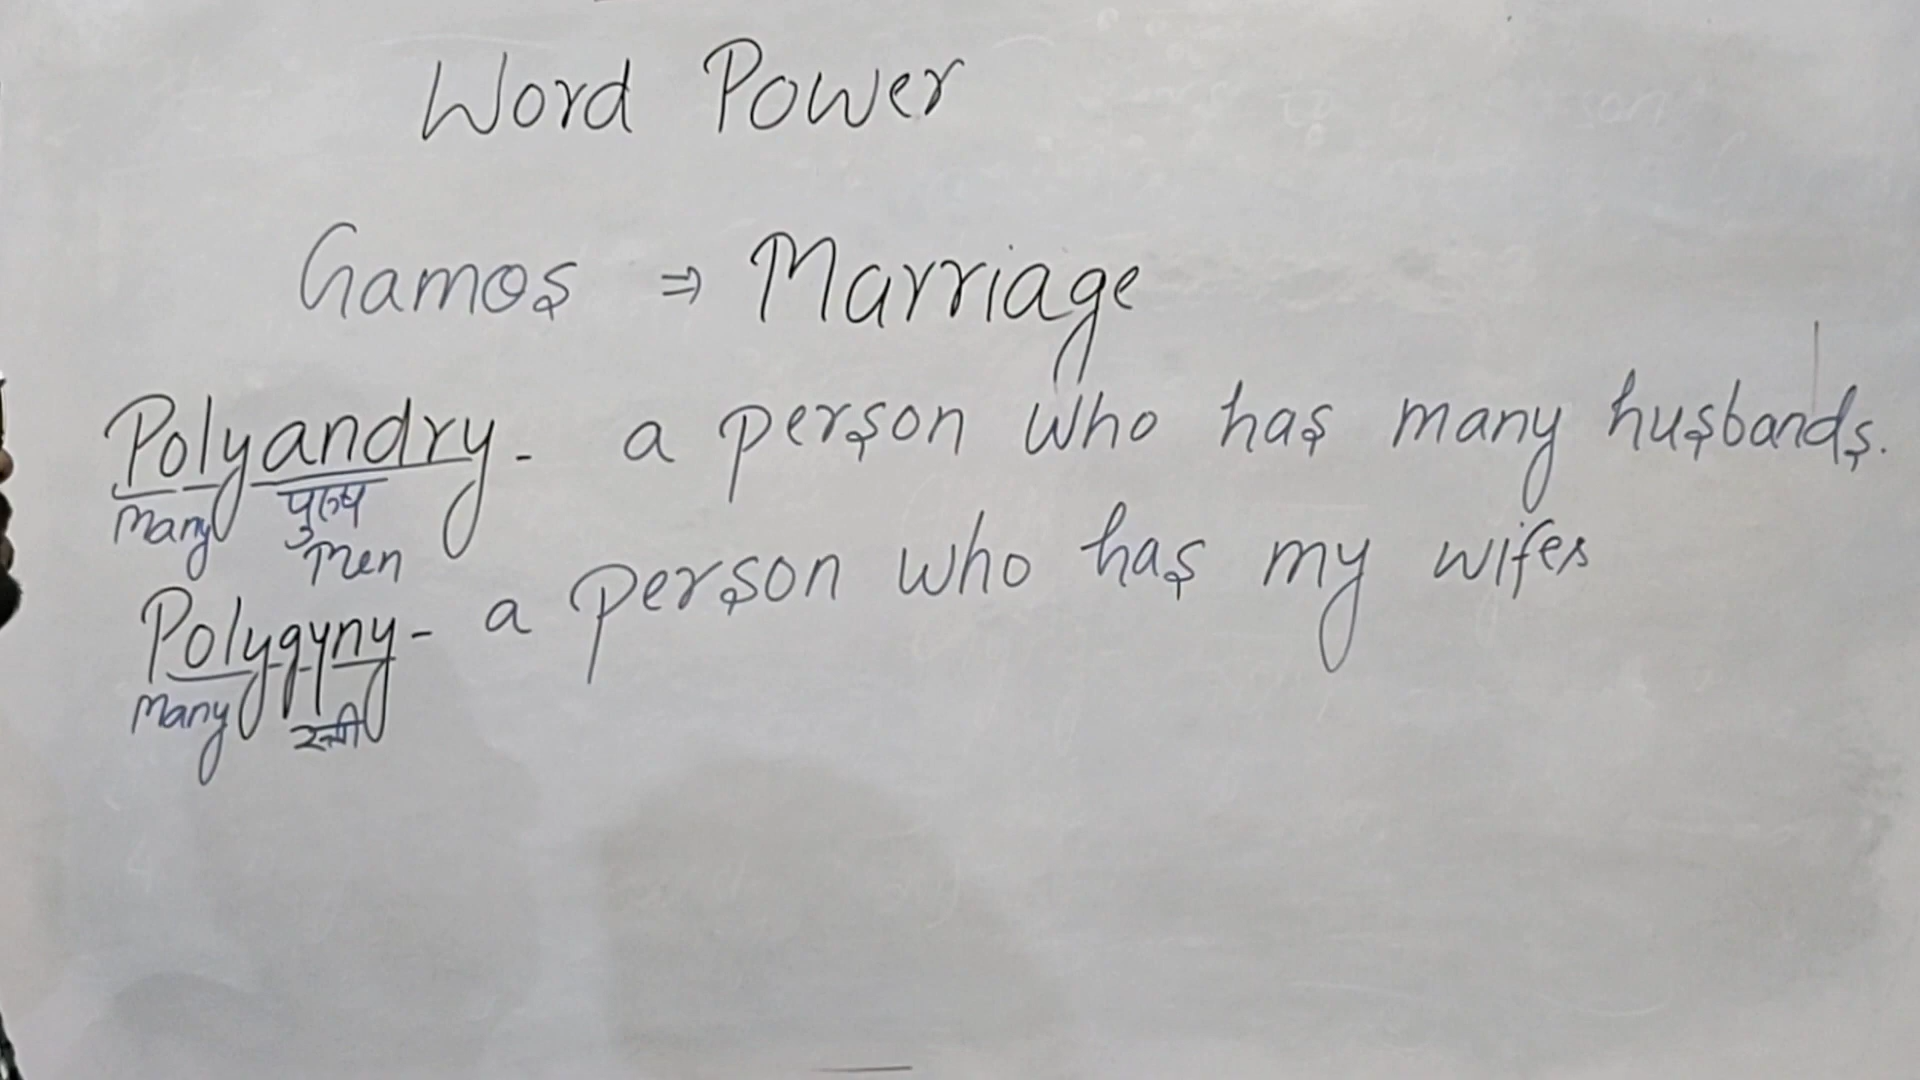 Word Power
Gamos ⇒ Marriage
Polyandry - a person who has many husbands.
Many पुरुष
Men
Polygyny - a person who has my wifes
Many स्त्री